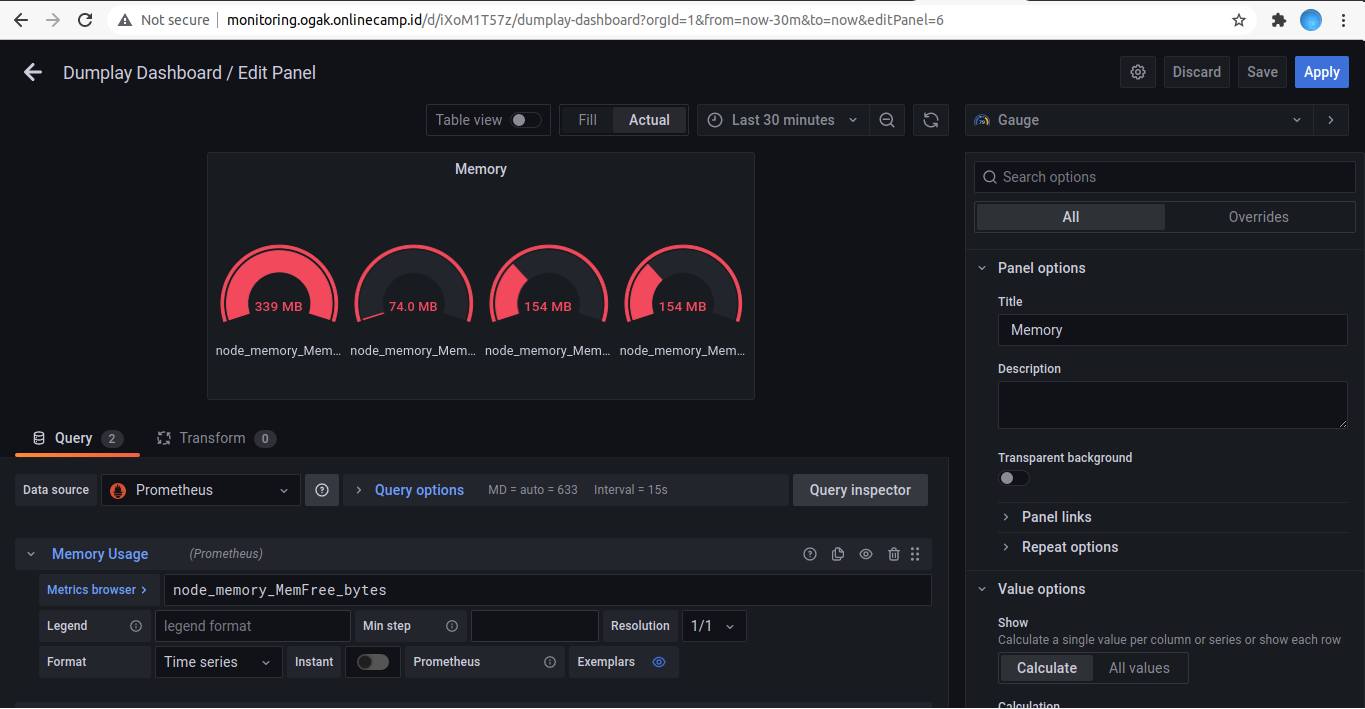 Not secure
monitoring.ogak.onlinecamp.id/d/iXoM1T57z/dumplay-dashboard?orgId=1&from=now-30m&to=now&editPanel=6
Dumplay Dashboard / Edit Panel
Discard
Save
Apply
Table view
Fill
Actual
Last 30 minutes
Gauge
Memory
339 MB
74.0 MB
154 MB
154 MB
node_memory_Mem...
node_memory_Mem...
node_memory_Mem...
node_memory_Mem...
Search options
All
Overrides
Panel options
Title
Memory
Description
Transparent background
Panel links
Repeat options
Value options
Show
Calculate a single value per column or series or show each row
Calculate
All values
Calculation
Query 2
Transform 0
Data source
Prometheus
Query options
MD = auto = 633
Interval = 15s
Query inspector
Memory Usage
(Prometheus)
Metrics browser
node_memory_MemFree_bytes
Legend
legend format
Min step
Resolution
1/1
Format
Time series
Instant
Prometheus
Exemplars